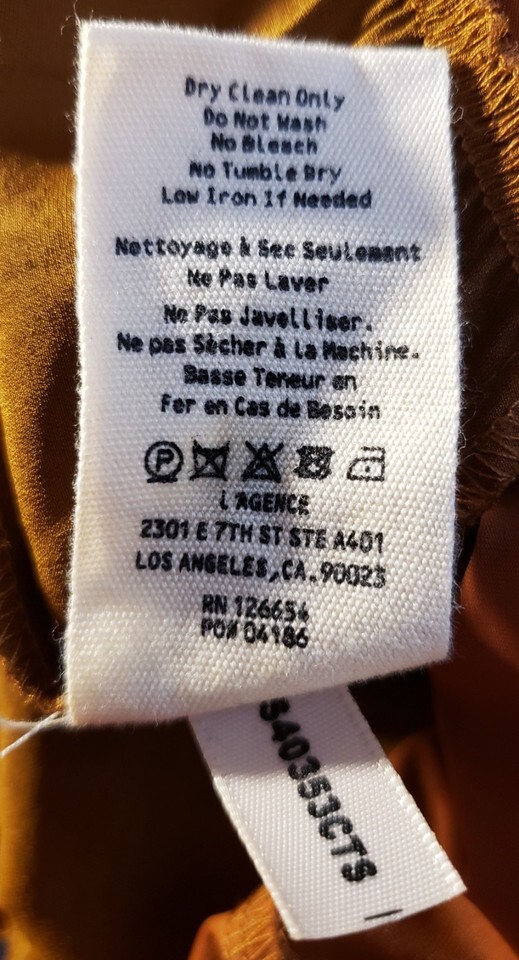 Dry Clean Only
Do Not Wash
No Bleach
No Tumble Dry
Low Iron If Needed
Nettoyage à Sec Seulement
Ne Pas Laver
No Pas Javelliser.
Ne pas Sècher à la Machine.
Basse Teneur en
Fer en Cas de Besoin
P
L'AGENCE
2301 E 7TH ST STE A401
LOS ANGELES,CA.90023
RN 126654
PO# 04186
S40353CTS